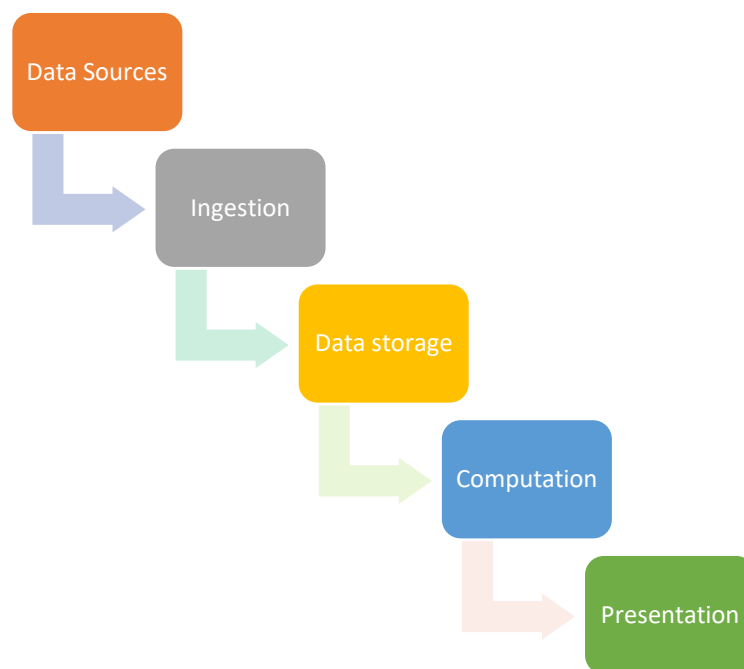 Data Sources
Ingestion
Data storage
Computation
Presentation